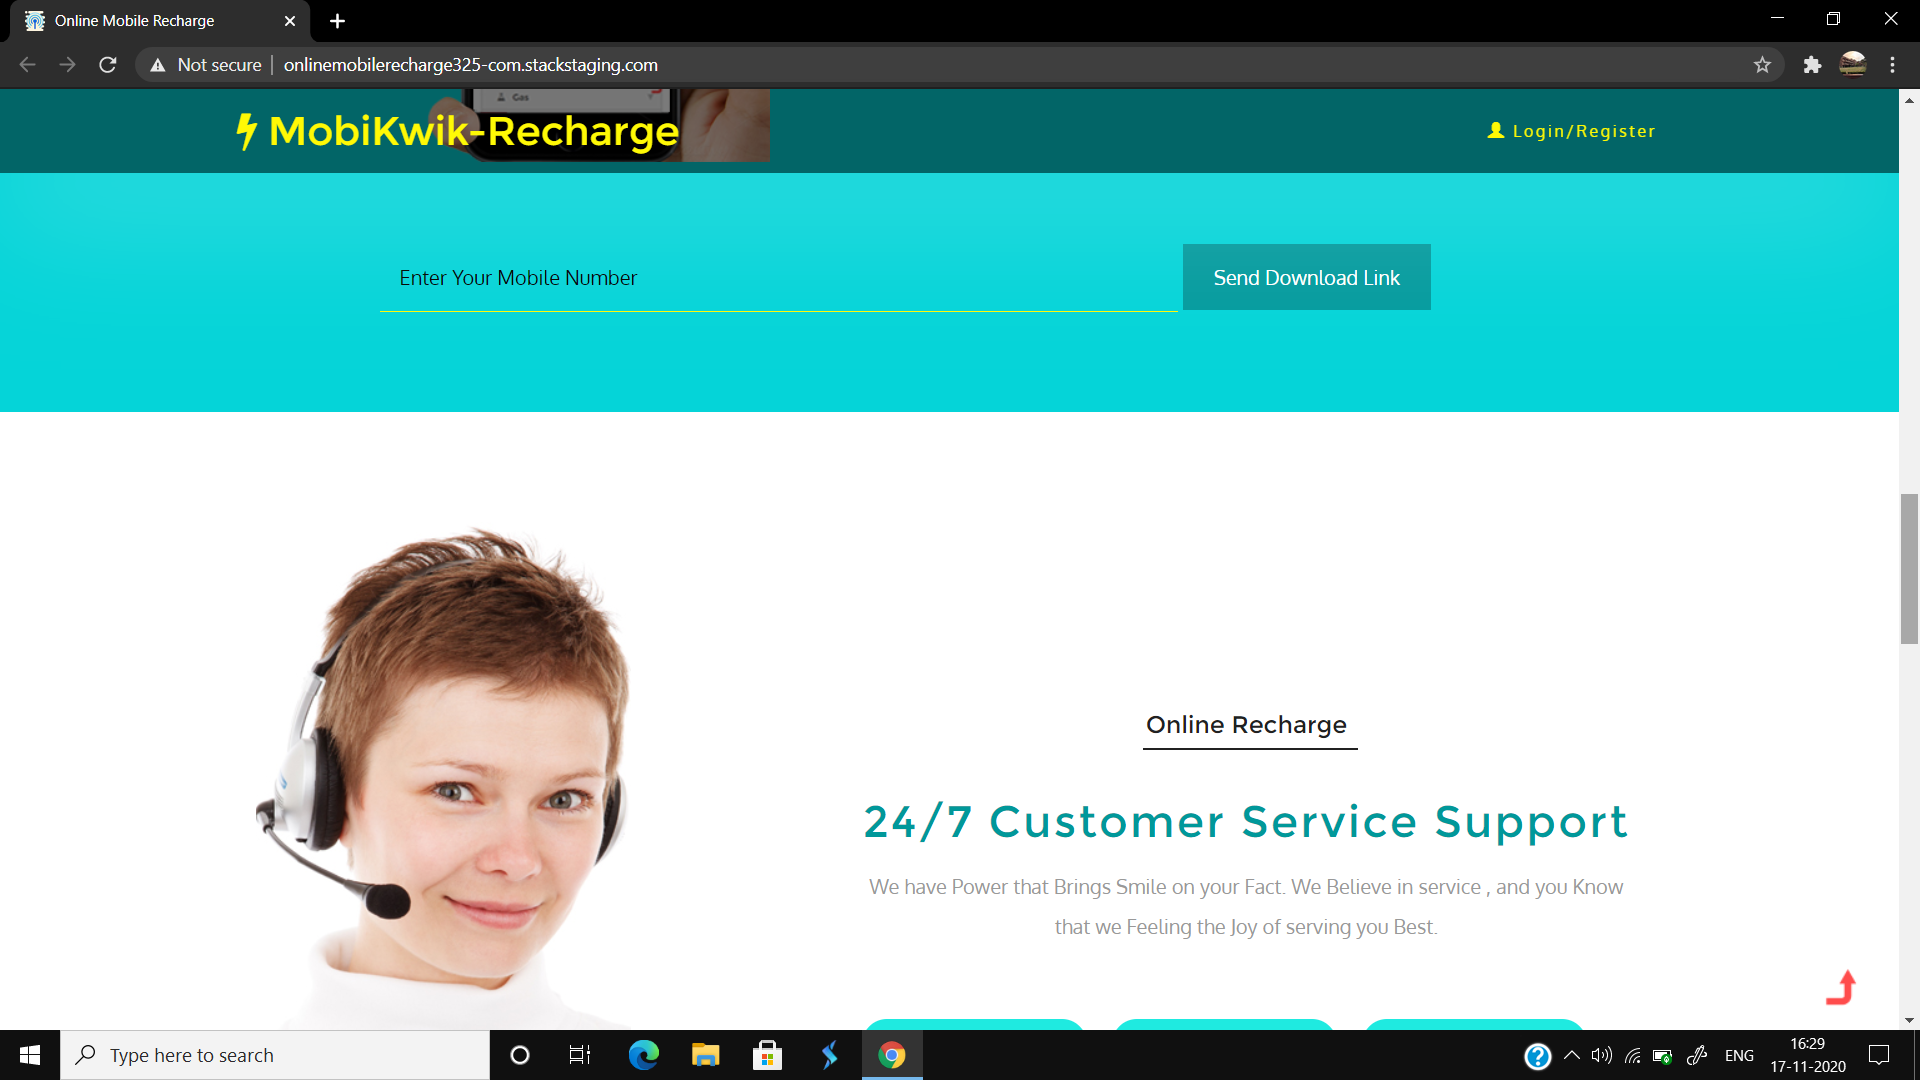 Online Mobile Recharge
Not secure
onlinemobilerecharge325-com.stackstaging.com
Gas
MobiKwik-Recharge
Login/Register
Enter Your Mobile Number
Send Download Link
Online Recharge
24/7 Customer Service Support
We have Power that Brings Smile on your Fact. We Believe in service , and you Know
that we Feeling the Joy of serving you Best.
Type here to search
ENG
16:29
17-11-2020